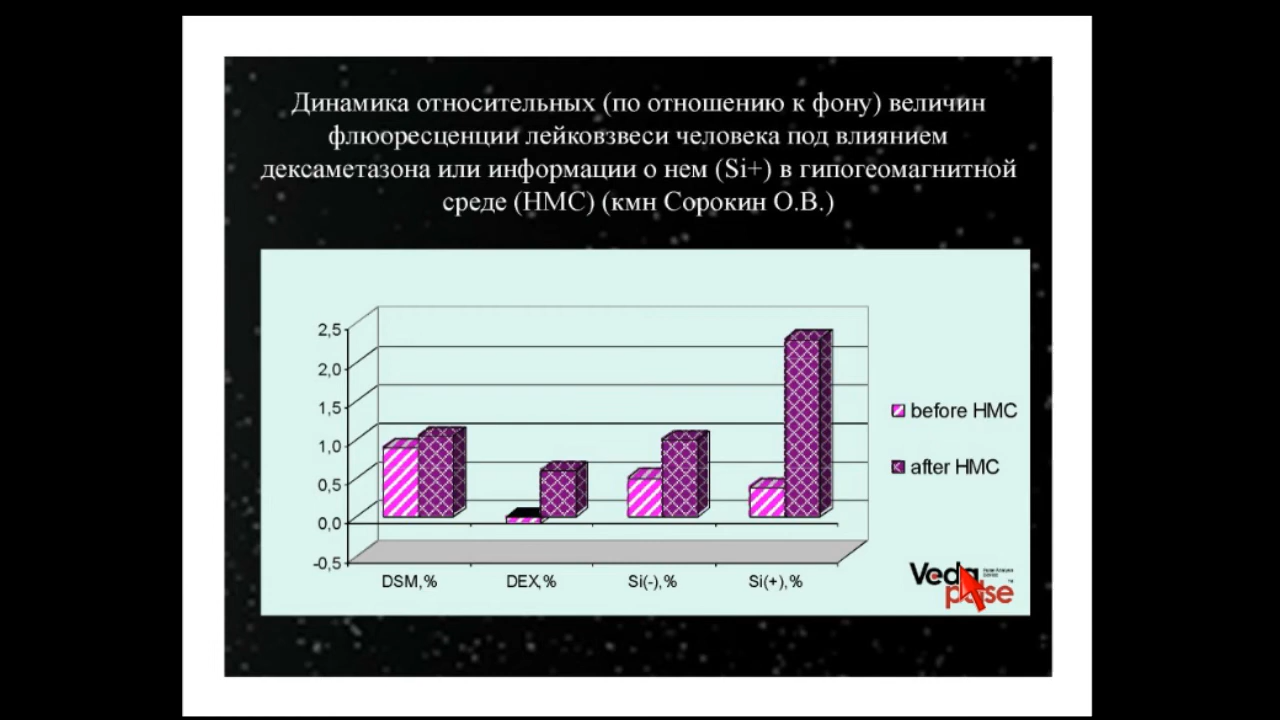 Динамика относительных (по отношению к фону) величин
флюоресценции лейковзвеси человека под влиянием
дексаметазона или информации о нем (Si+) в гипогеомагнитной
среде (НМС) (кмн Сорокин О.В.)
2,5
2,0
1,5
1,0
0,5
0,0
-0,5
DSM,%
DEX,%
Si(-),%
Si(+),%
before HMC
after HMC
Veda
pulse